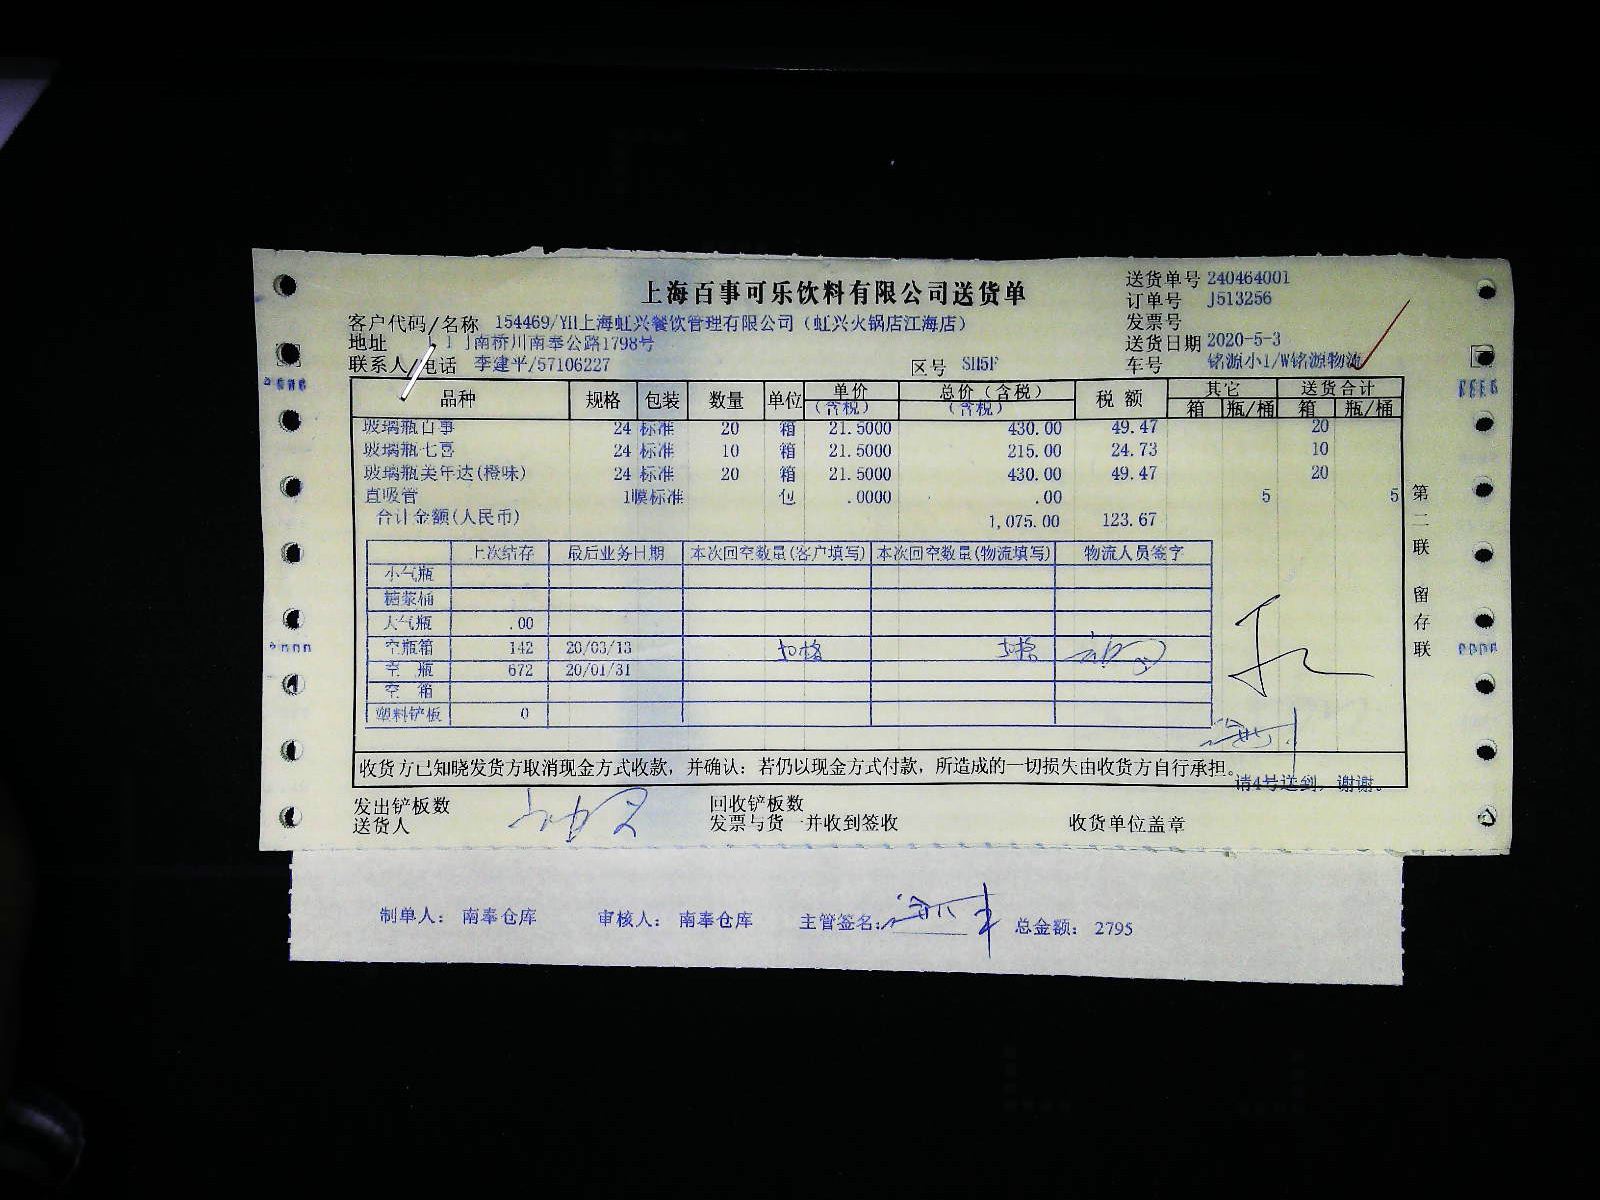 上海百事可乐饮料有限公司送货单
送货单号 240464001
订单号 J513256
发票号
送货日期 2020-5-3
车号 铭源小1/W铭源物流
客户代码/名称 154469/YH上海虹兴餐饮管理有限公司（虹兴火锅店江海店）
地址 南桥川南奉公路1798号
联系人/电话 李建平/57106227
区号 SH5F
品种 规格 包装 数量 单位 单价（含税） 总价（含税）（含税） 税额 其它 箱 瓶/桶 送货合计 箱 瓶/桶
玻璃瓶百事 24 标准 20 箱 21.5000 430.00 49.47 20
玻璃瓶七喜 24 标准 10 箱 21.5000 215.00 24.73 10
玻璃瓶美年达(橙味) 24 标准 20 箱 21.5000 430.00 49.47 20
直吸管 1膜标准 包 .0000 .00 5 5
合计金额(人民币) 1,075.00 123.67
上次结存 最后业务日期 本次回空数量(客户填写) 本次回空数量(物流填写) 物流人员签字
小气瓶
糖浆桶
大气瓶 .00
空瓶箱 142 20/03/13
空 瓶 672 20/01/31
空 箱
塑料铲板 0
第二联 留存联
收货方已知晓发货方取消现金方式收款，并确认：若仍以现金方式付款，所造成的一切损失由收货方自行承担。
请4号送到，谢谢。
发出铲板数 回收铲板数
送货人 发票与货一并收到签收 收货单位盖章
制单人： 南奉仓库 审核人： 南奉仓库 主管签名： 总金额： 2795